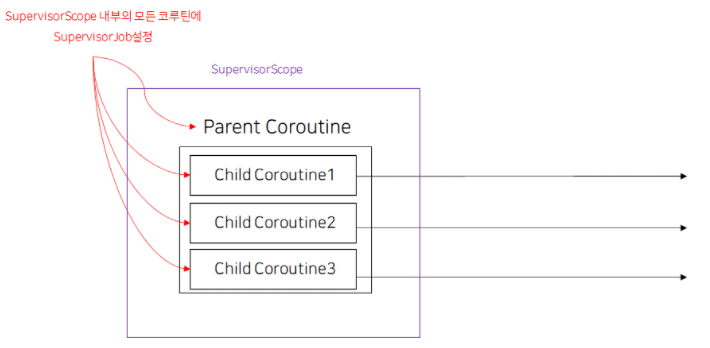 SupervisorScope 내부의 모든 코루틴에
SupervisorJob설정
SupervisorScope
Parent Coroutine
Child Coroutine1
Child Coroutine2
Child Coroutine3